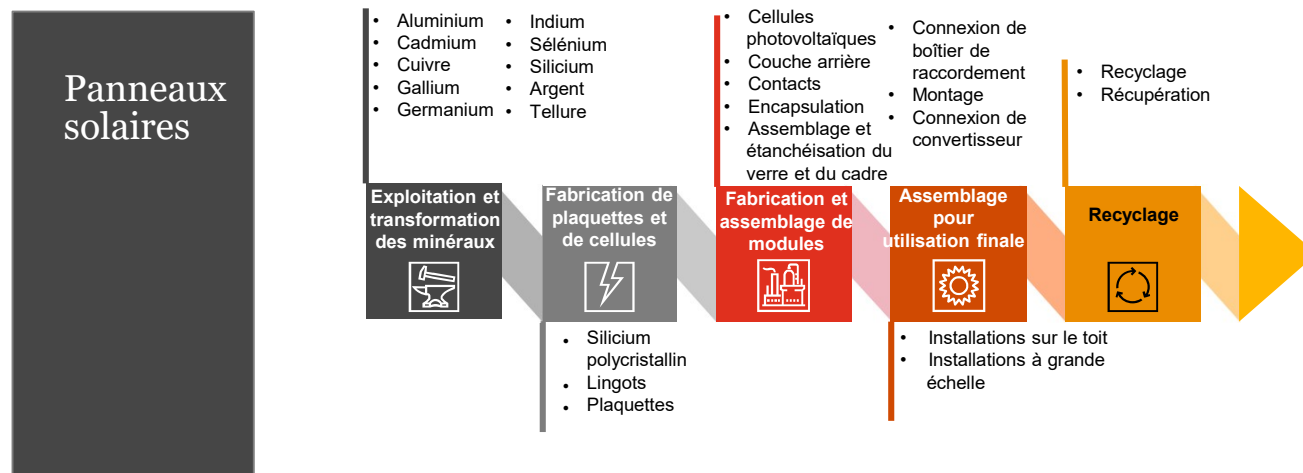 Panneaux
solaires
• Aluminium
• Cadmium
• Cuivre
• Gallium
• Germanium
• Indium
• Sélénium
• Silicium
• Argent
• Tellure
Exploitation et
transformation
des minéraux
Fabrication de
plaquettes et
de cellules
• Silicium
polycristallin
• Lingots
• Plaquettes
• Cellules
photovoltaïques
• Couche arrière
• Contacts
• Encapsulation
• Assemblage et
étanchéisation du
verre et du cadre
• Connexion de
boîtier de
raccordement
• Montage
• Connexion de
convertisseur
Fabrication et
assemblage de
modules
Assemblage
pour
utilisation finale
• Installations sur le toit
• Installations à grande
échelle
• Recyclage
• Récupération
Recyclage